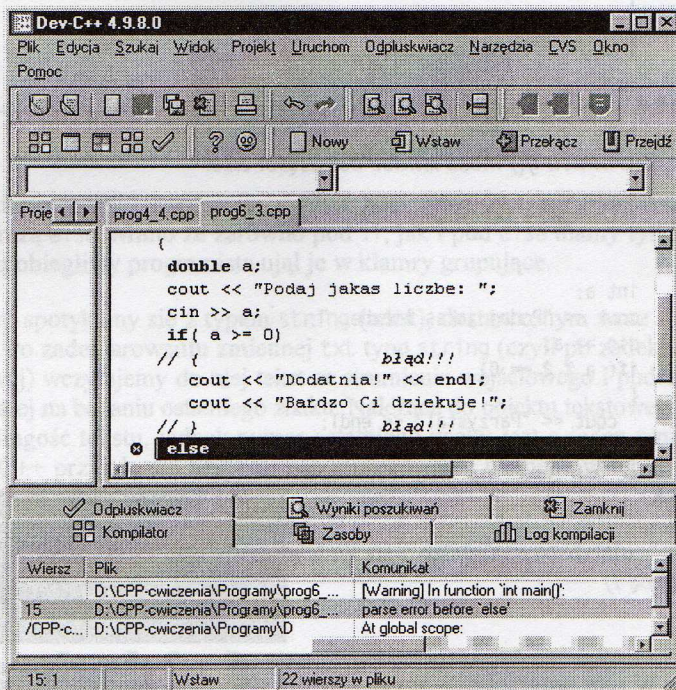 Dev-C++ 4.9.8.0
Plik Edycja Szukaj Widok Projekt Uruchom Odpluskwiacz Narzędzia CVS Okno
Pomoc
Nowy Wstaw Przełącz Przejdź
Proje prog4_4.cpp prog6_3.cpp
{
double a;
cout << "Podaj jakas liczbe: ";
cin >> a;
if( a >= 0)
// { błąd!!!
cout << "Dodatnia!" << endl;
cout << "Bardzo Ci dziekuje!";
// } błąd!!!
else
Odpluskwiacz Wyniki poszukiwań Zamknij
Kompilator Zasoby Log kompilacji
Wiersz Plik Komunikat
D:\CPP-cwiczenia\Programy\prog6_... [Warning] In function `int main()':
15 D:\CPP-cwiczenia\Programy\prog6_... parse error before `else'
/CPP-c... D:\CPP-cwiczenia\Programy\D At global scope:
15: 1 Wstaw 22 wierszy w pliku